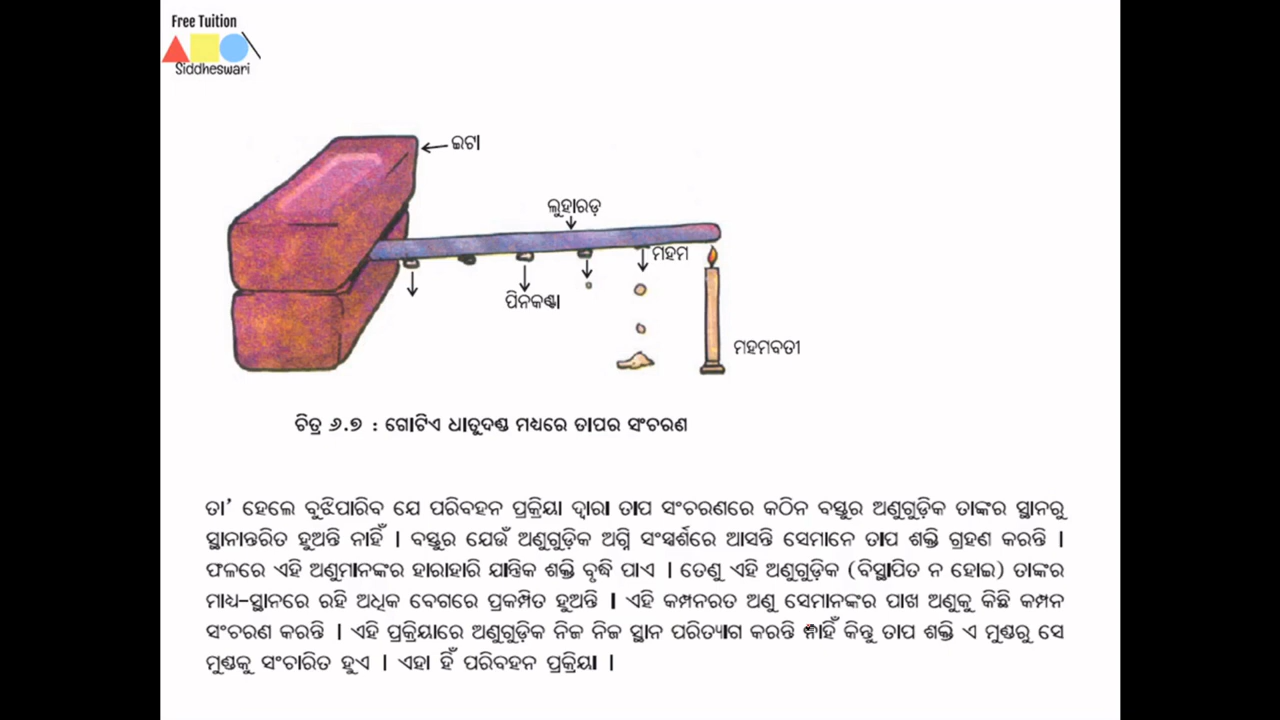 Free Tuition
Siddheswari
ଇଟା
ଲୁହାରଡ଼
ମହମ
ପିନକଣ୍ଟା
ମହମବତୀ
ଚିତ୍ର ୬.୭ : ଗୋଟିଏ ଧାତୁଦଣ୍ଡ ମଧ୍ୟରେ ତାପର ସଂଚରଣ
ତା’ ହେଲେ ବୁଝିପାରିବ ଯେ ପରିବହନ ପ୍ରକ୍ରିୟା ଦ୍ୱାରା ତାପ ସଂଚରଣରେ କଠିନ ବସ୍ତୁର ଅଣୁଗୁଡ଼ିକ ତାଙ୍କର ସ୍ଥାନରୁ
ସ୍ଥାନାନ୍ତରିତ ହୁଅନ୍ତି ନାହିଁ । ବସ୍ତୁର ଯେଉଁ ଅଣୁଗୁଡ଼ିକ ଅଗ୍ନି ସଂସ୍ପର୍ଶରେ ଆସନ୍ତି ସେମାନେ ତାପ ଶକ୍ତି ଗ୍ରହଣ କରନ୍ତି ।
ଫଳରେ ଏହି ଅଣୁମାନଙ୍କର ହାରାହାରି ଯାନ୍ତ୍ରିକ ଶକ୍ତି ବୃଦ୍ଧି ପାଏ । ତେଣୁ ଏହି ଅଣୁଗୁଡ଼ିକ (ବିସ୍ଥାପିତ ନ ହୋଇ) ତାଙ୍କର
ମାଧ୍ୟ-ସ୍ଥାନରେ ରହି ଅଧିକ ବେଗରେ ପ୍ରକମ୍ପିତ ହୁଅନ୍ତି । ଏହି କମ୍ପନରତ ଅଣୁ ସେମାନଙ୍କର ପାଖ ଅଣୁକୁ କିଛି କମ୍ପନ
ସଂଚରଣ କରନ୍ତି । ଏହି ପ୍ରକ୍ରିୟାରେ ଅଣୁଗୁଡ଼ିକ ନିଜ ନିଜ ସ୍ଥାନ ପରିତ୍ୟାଗ କରନ୍ତି ନାହିଁ କିନ୍ତୁ ତାପ ଶକ୍ତି ଏ ମୁଣ୍ଡରୁ ସେ
ମୁଣ୍ଡକୁ ସଂଚାରିତ ହୁଏ । ଏହା ହିଁ ପରିବହନ ପ୍ରକ୍ରିୟା ।